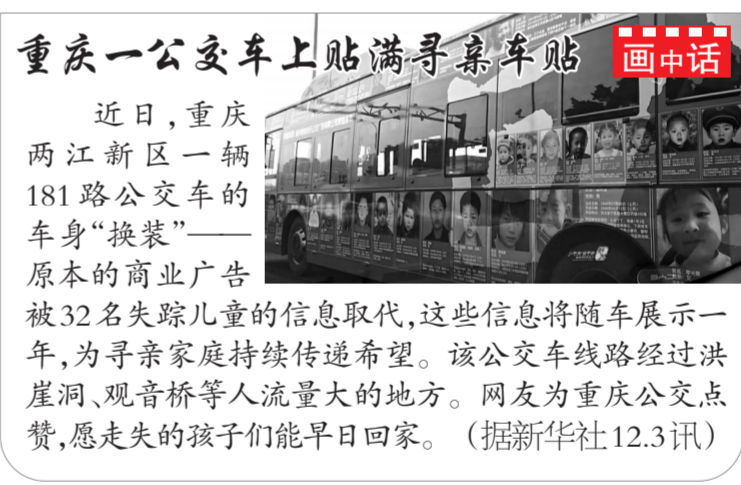 重庆一公交车上贴满寻亲车贴
画中话
近日，重庆
两江新区一辆
181路公交车的
车身“换装”——
原本的商业广告
被32名失踪儿童的信息取代，这些信息将随车展示一
年，为寻亲家庭持续传递希望。该公交车线路经过洪
崖洞、观音桥等人流量大的地方。网友为重庆公交点
赞，愿走失的孩子们能早日回家。（据新华社12.3讯）